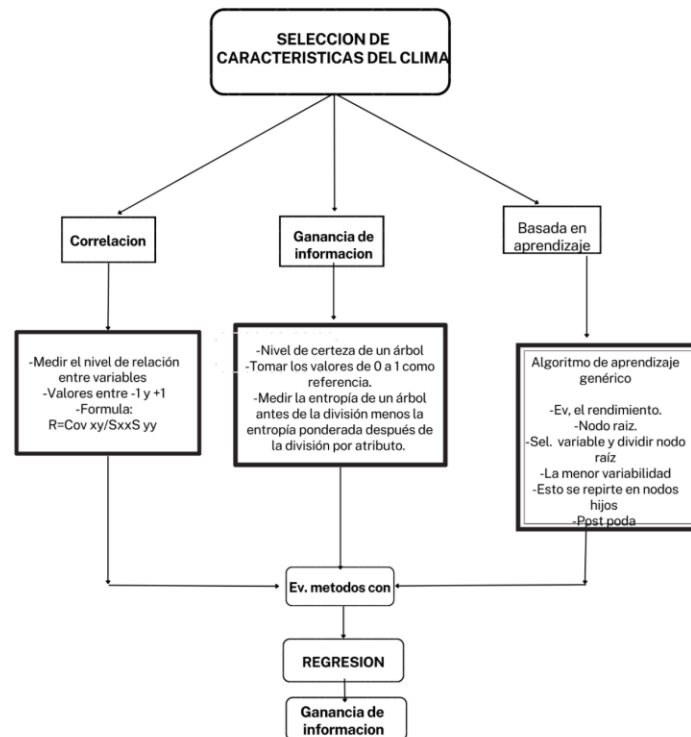 SELECCION DE
CARACTERISTICAS DEL CLIMA
Correlacion
Ganancia de
informacion
Basada en
aprendizaje
-Medir el nivel de relación
entre variables
-Valores entre -1 y +1
-Formula:
R=Cov xy/SxxS yy
-Nivel de certeza de un árbol
-Tomar los valores de 0 a 1 como
referencia.
-Medir la entropía de un árbol
antes de la división menos la
entropía ponderada después de
la división por atributo.
Algoritmo de aprendizaje
genérico
-Ev, el rendimiento.
-Nodo raiz.
-Sel. variable y dividir nodo
raíz
-La menor variabilidad
-Esto se repirte en nodos
hijos
-Post poda
Ev. metodos con
REGRESION
Ganancia de
informacion